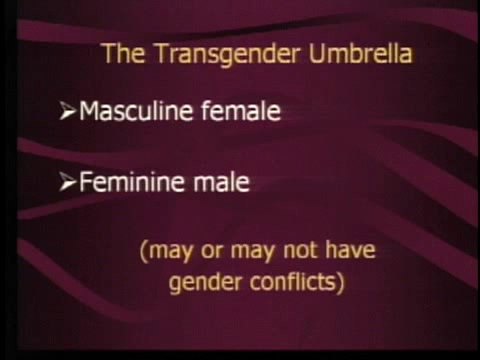 The Transgender Umbrella
➢Masculine female
➢Feminine male
(may or may not have
gender conflicts)